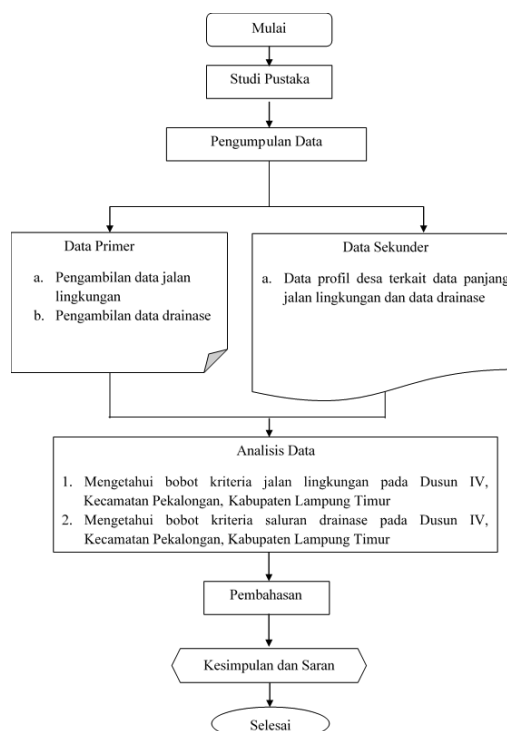 Mulai
Studi Pustaka
Pengumpulan Data
Data Primer
a. Pengambilan data jalan
lingkungan
b. Pengambilan data drainase
Data Sekunder
a. Data profil desa terkait data panjang
jalan lingkungan dan data drainase
Analisis Data
1. Mengetahui bobot kriteria jalan lingkungan pada Dusun IV,
Kecamatan Pekalongan, Kabupaten Lampung Timur
2. Mengetahui bobot kriteria saluran drainase pada Dusun IV,
Kecamatan Pekalongan, Kabupaten Lampung Timur
Pembahasan
Kesimpulan dan Saran
Selesai